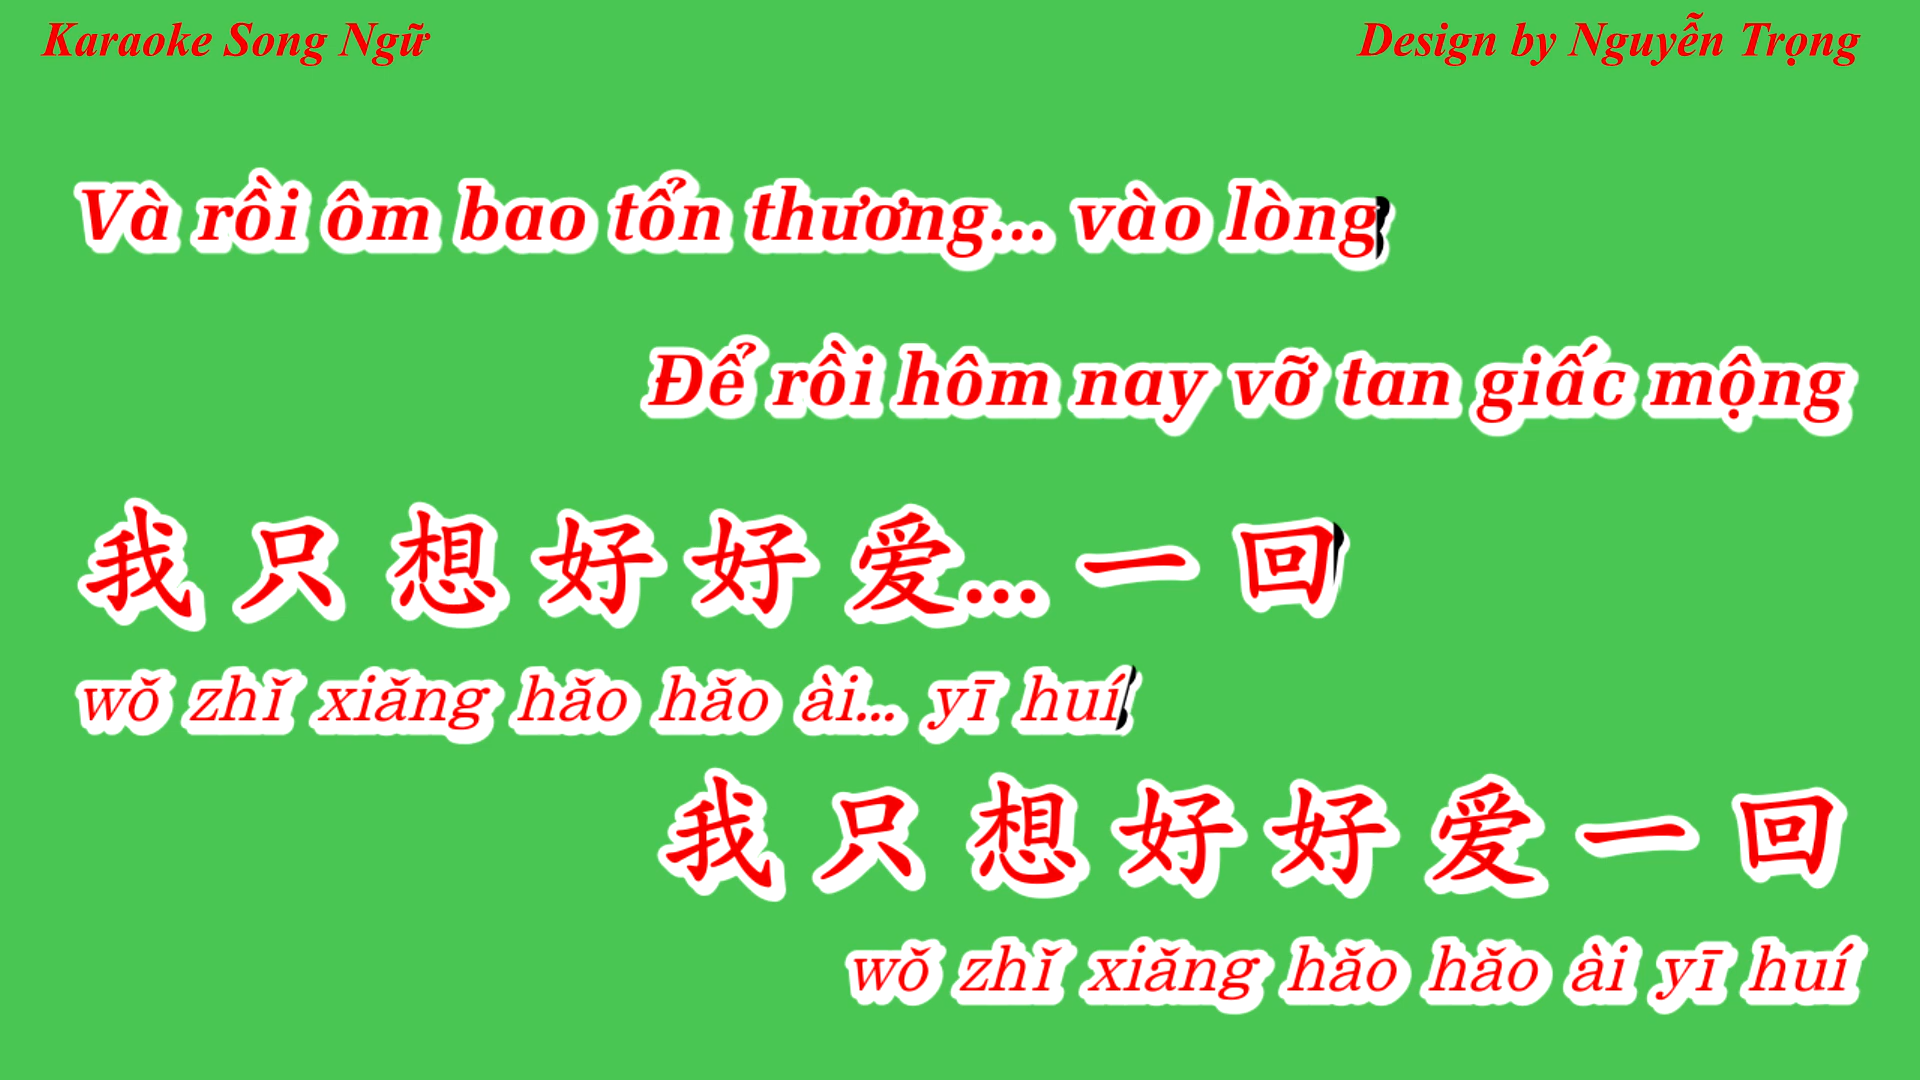 Karaoke Song Ngữ
Design by Nguyễn Trọng
Và rồi ôm bao tổn thương... vào lòng
Để rồi hôm nay vỡ tan giấc mộng
我 只 想 好 好 爱... 一 回
wǒ zhǐ xiǎng hǎo hǎo ài... yī huí
我 只 想 好 好 爱 一 回
wǒ zhǐ xiǎng hǎo hǎo ài yī huí